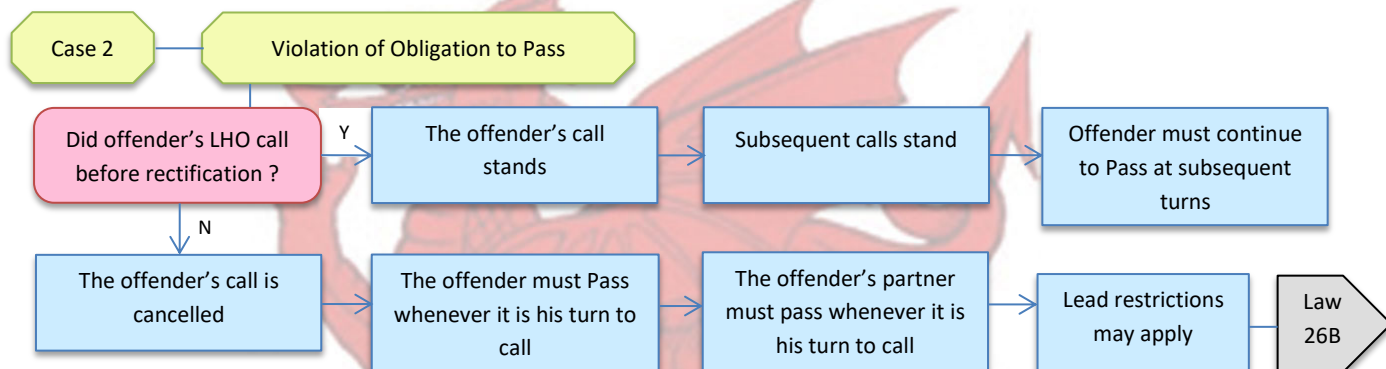 Case 2
Violation of Obligation to Pass
Did offender’s LHO call
before rectification ?
Y
The offender’s call
stands
Subsequent calls stand
Offender must continue
to Pass at subsequent
turns
N
The offender’s call is
cancelled
The offender must Pass
whenever it is his turn to
call
The offender’s partner
must pass whenever it is
his turn to call
Lead restrictions
may apply
Law
26B